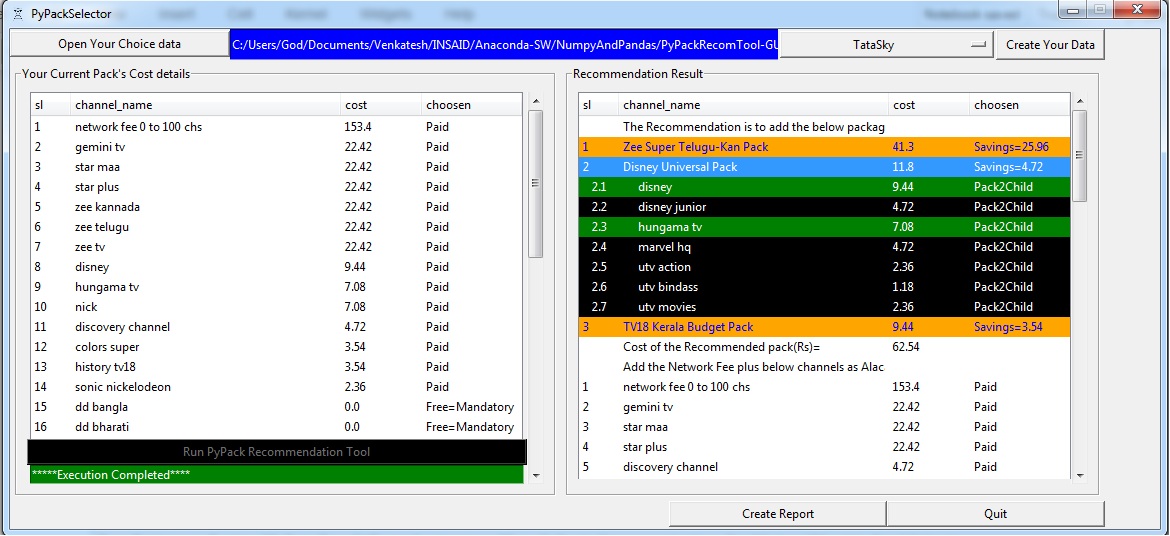 PyPackSelector
Open Your Choice data
C:/Users/God/Documents/Venkatesh/INSAID/Anaconda-SW/NumpyAndPandas/PyPackRecomTool-GU
TataSky
Create Your Data
Your Current Pack's Cost details
sl channel_name cost choosen
1 network fee 0 to 100 chs 153.4 Paid
2 gemini tv 22.42 Paid
3 star maa 22.42 Paid
4 star plus 22.42 Paid
5 zee kannada 22.42 Paid
6 zee telugu 22.42 Paid
7 zee tv 22.42 Paid
8 disney 9.44 Paid
9 hungama tv 7.08 Paid
10 nick 7.08 Paid
11 discovery channel 4.72 Paid
12 colors super 3.54 Paid
13 history tv18 3.54 Paid
14 sonic nickelodeon 2.36 Paid
15 dd bangla 0.0 Free=Mandatory
16 dd bharati 0.0 Free=Mandatory
Run PyPack Recommendation Tool
*****Execution Completed****
Recommendation Result
sl channel_name cost choosen
The Recommendation is to add the below packag
1 Zee Super Telugu-Kan Pack 41.3 Savings=25.96
2 Disney Universal Pack 11.8 Savings=4.72
2.1 disney 9.44 Pack2Child
2.2 disney junior 4.72 Pack2Child
2.3 hungama tv 7.08 Pack2Child
2.4 marvel hq 4.72 Pack2Child
2.5 utv action 2.36 Pack2Child
2.6 utv bindass 1.18 Pack2Child
2.7 utv movies 2.36 Pack2Child
3 TV18 Kerala Budget Pack 9.44 Savings=3.54
Cost of the Recommended pack(Rs)= 62.54
Add the Network Fee plus below channels as Alac
1 network fee 0 to 100 chs 153.4 Paid
2 gemini tv 22.42 Paid
3 star maa 22.42 Paid
4 star plus 22.42 Paid
5 discovery channel 4.72 Paid
Create Report
Quit